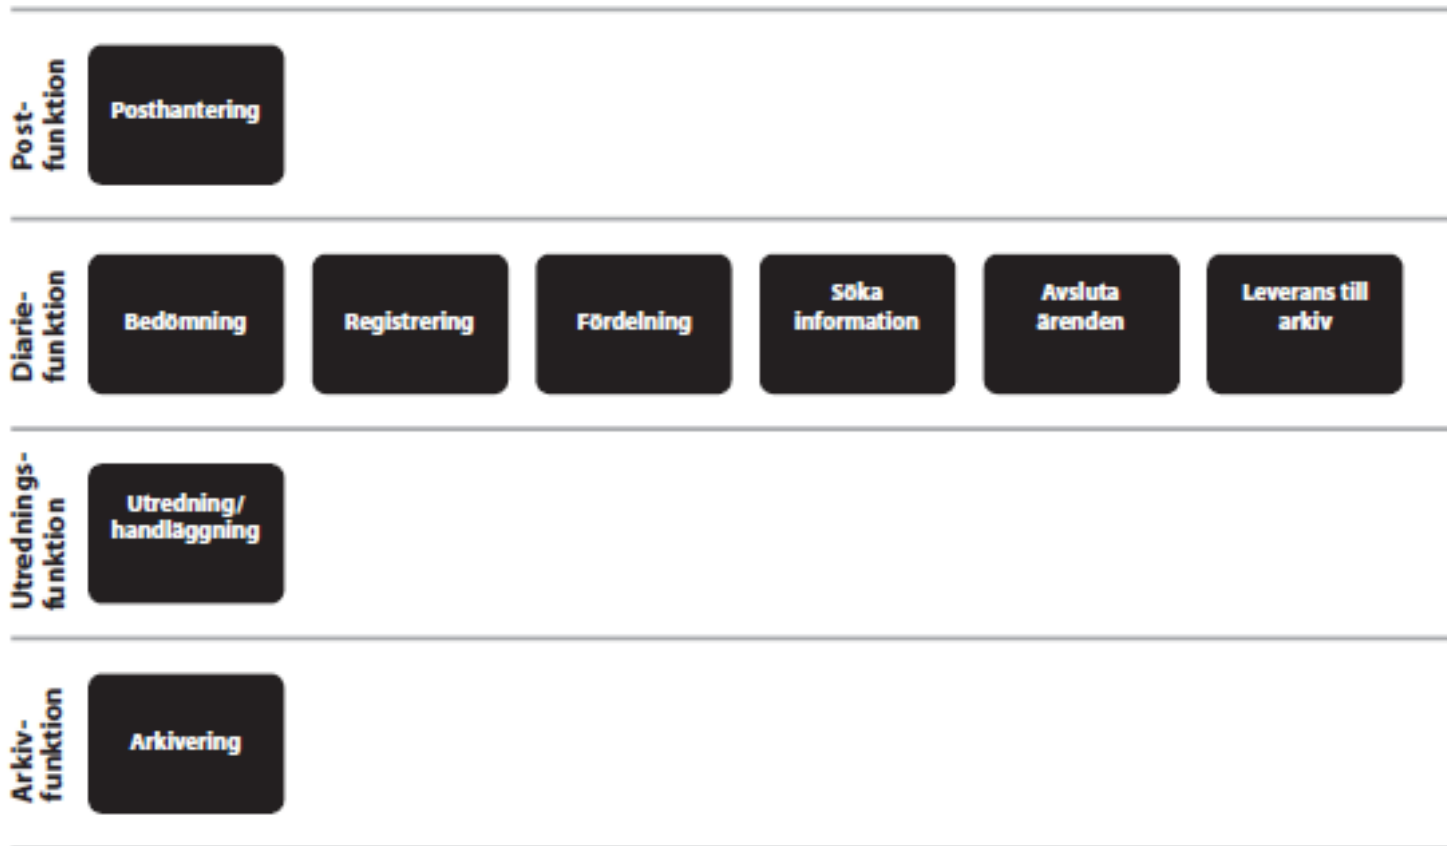 Post-
funktion
Posthantering
Diarie-
funktion
Bedömning
Registrering
Fördelning
Söka
information
Avsluta
ärenden
Leverans till
arkiv
Utrednings-
funktion
Utredning/
handläggning
Arkiv-
funktion
Arkivering